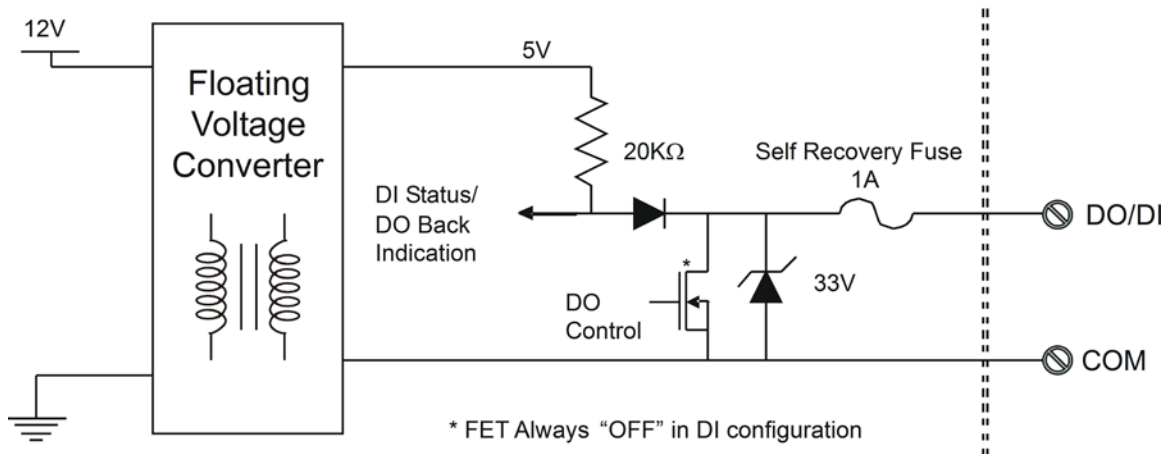 12V
Floating
Voltage
Converter
5V
20KΩ
Self Recovery Fuse
1A
DI Status/
DO Back
Indication
DO/DI
*
DO
Control
33V
COM
* FET Always “OFF” in DI configuration